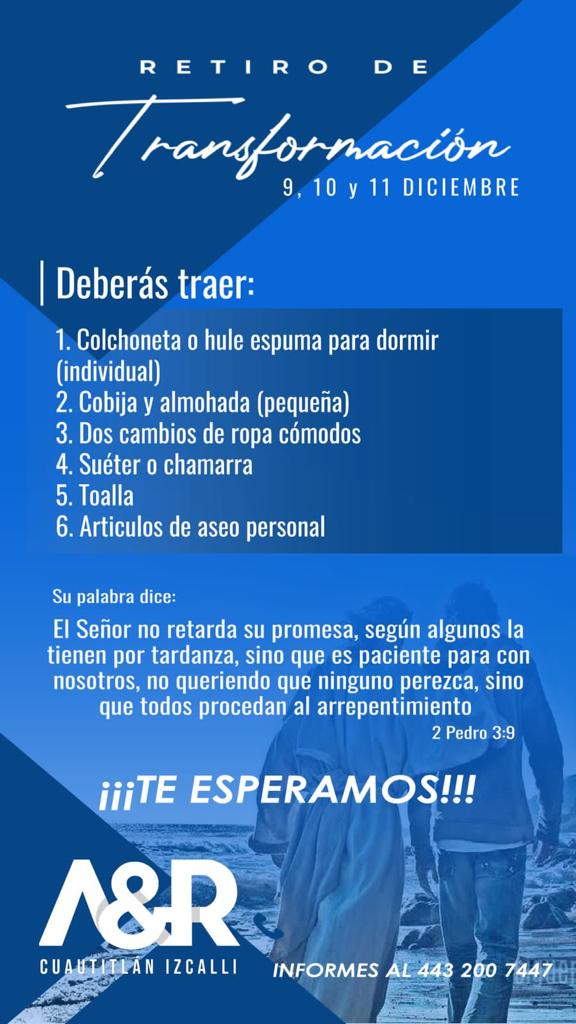 RETIRO DE
Transformación
9, 10 y 11 DICIEMBRE
Deberás traer:
1. Colchoneta o hule espuma para dormir
(individual)
2. Cobija y almohada (pequeña)
3. Dos cambios de ropa cómodos
4. Suéter o chamarra
5. Toalla
6. Articulos de aseo personal
Su palabra dice:
El Señor no retarda su promesa, según algunos la
tienen por tardanza, sino que es paciente para con
nosotros, no queriendo que ninguno perezca, sino
que todos procedan al arrepentimiento
2 Pedro 3:9
¡¡¡TE ESPERAMOS!!!
A&R
CUAUTITLÁN IZCALLI
INFORMES AL 443 200 7447